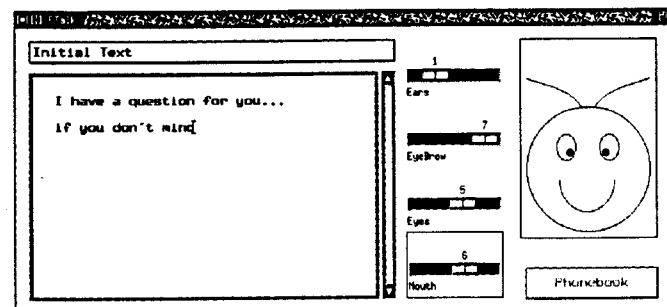 Initial Text
I have a question for you...
if you don't mind
1
Ears
7
EyeBrow
5
Eyes
6
Mouth
Phonebook